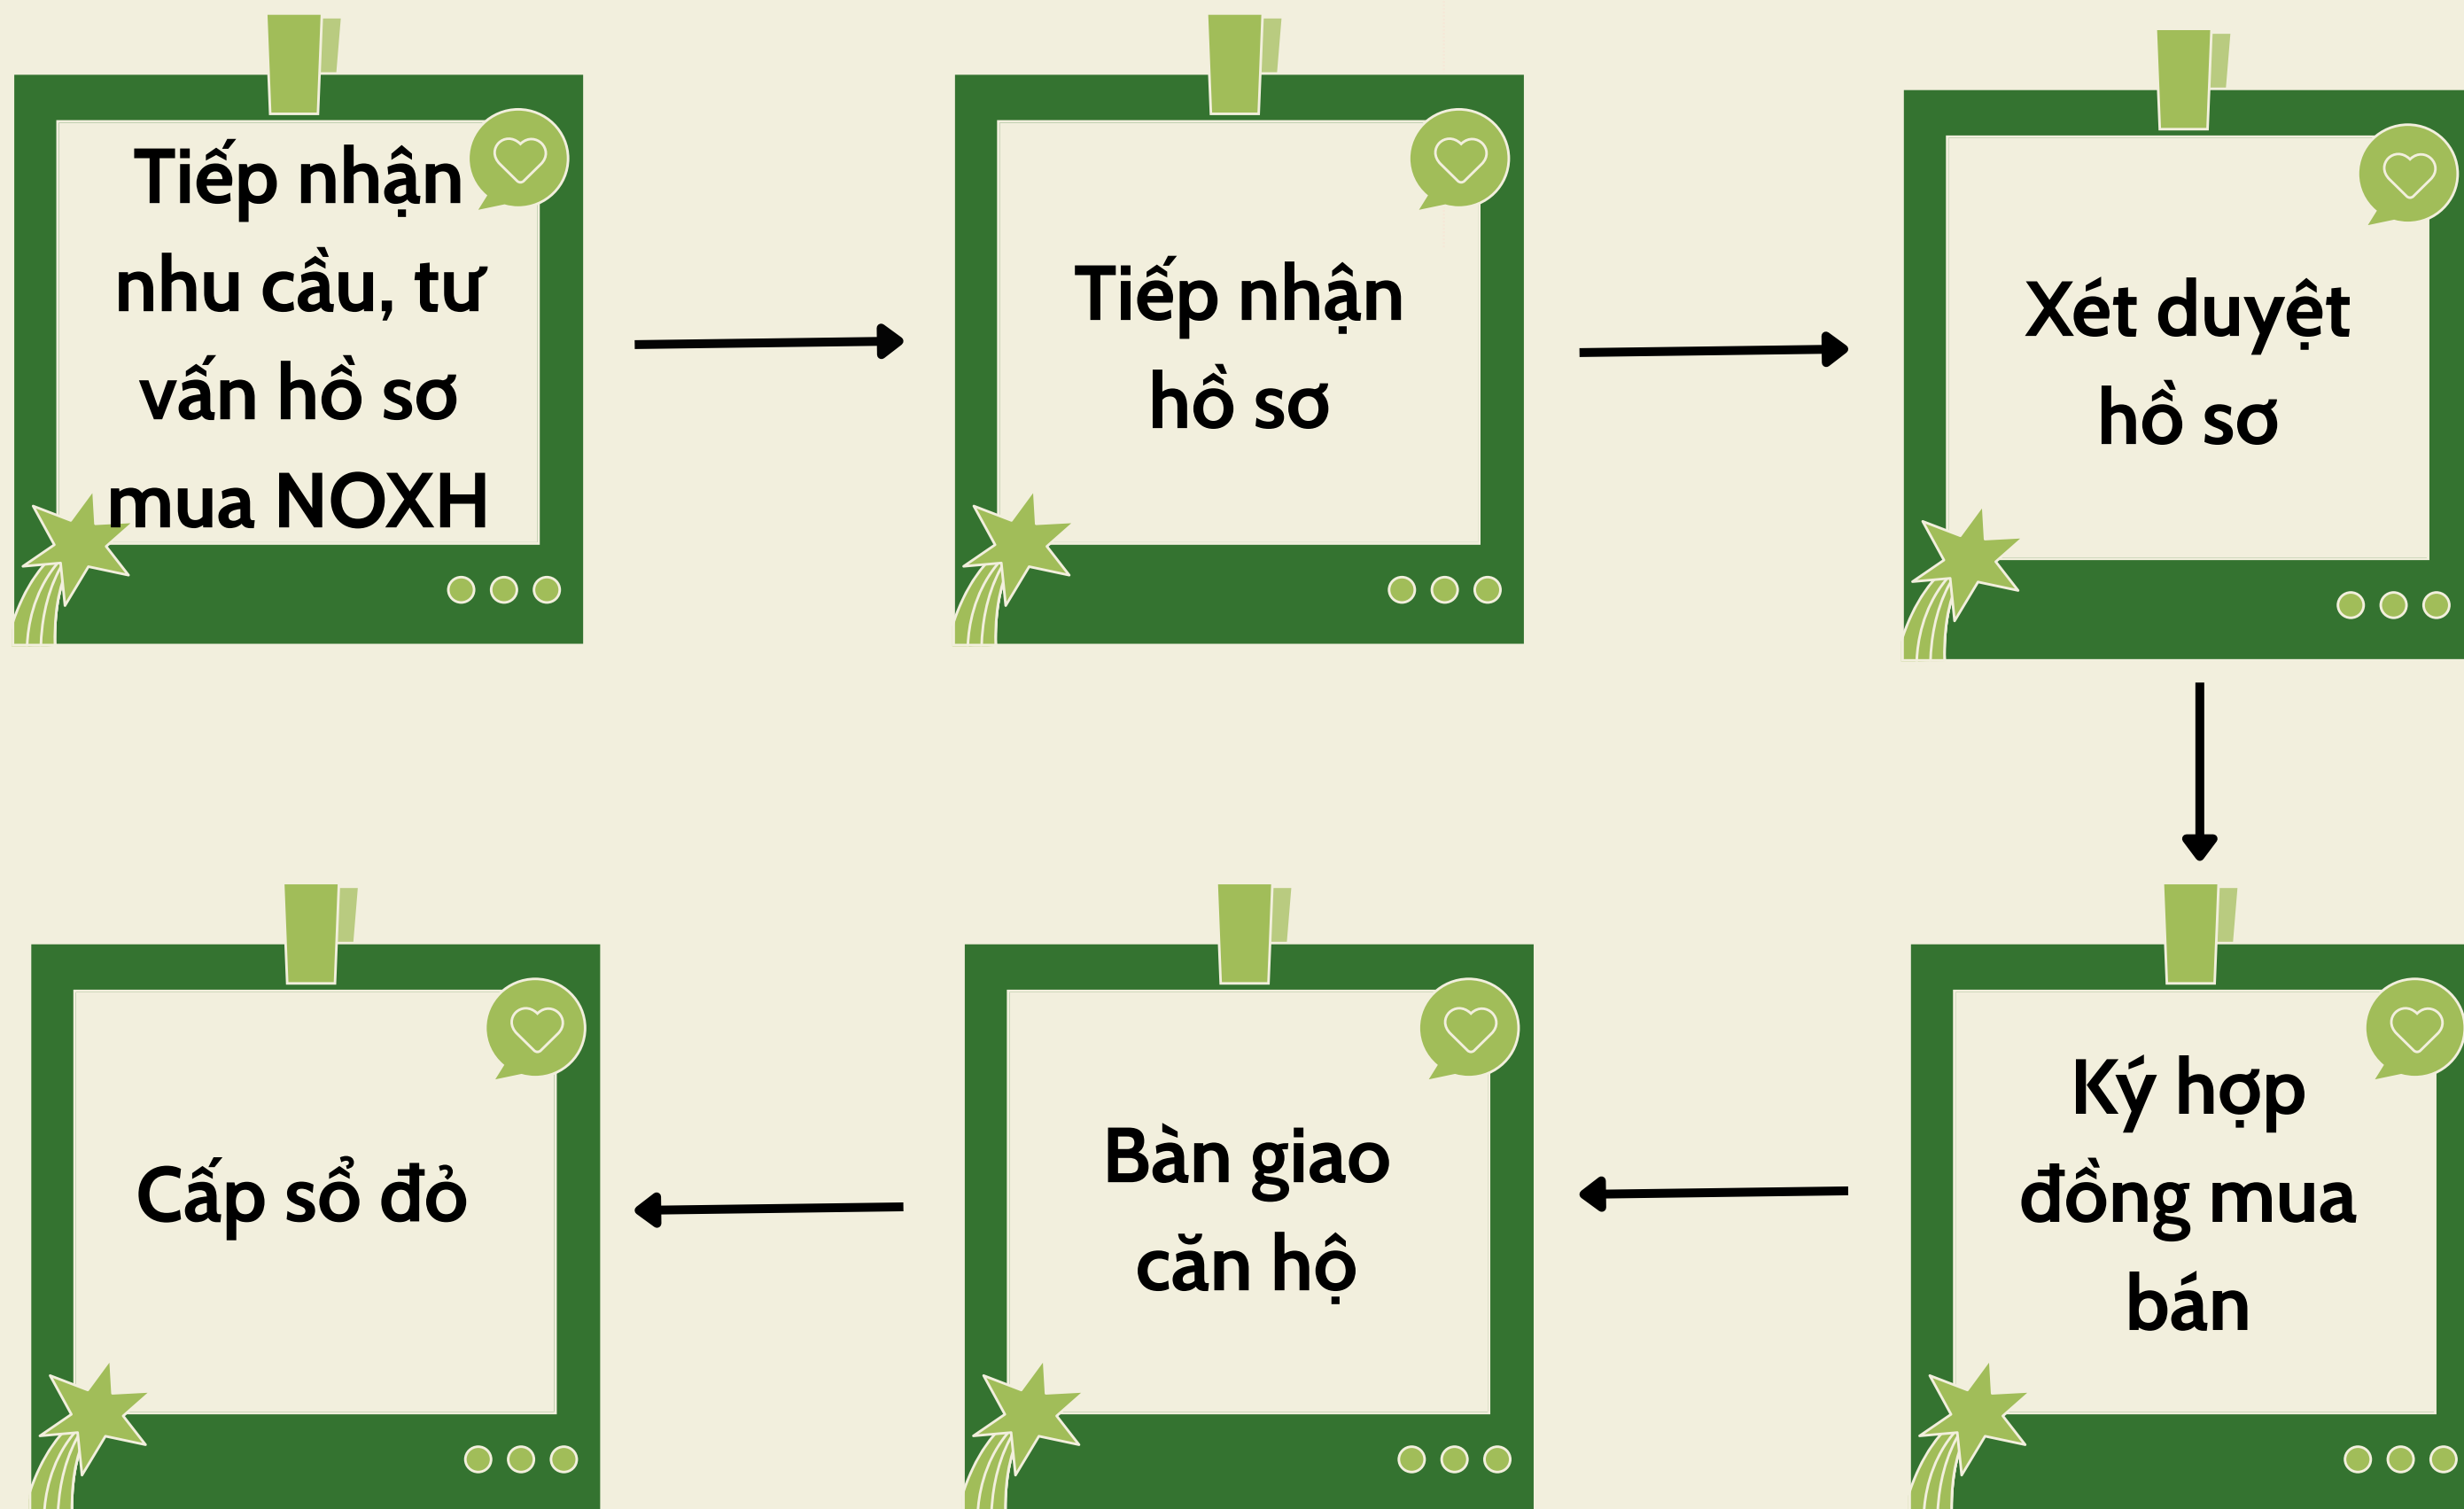 Tiếp nhận
nhu cầu, tư
vấn hồ sơ
mua NOXH
Tiếp nhận
hồ sơ
Xét duyệt
hồ sơ
Ký hợp
đồng mua
bán
Bàn giao
căn hộ
Cấp sổ đỏ